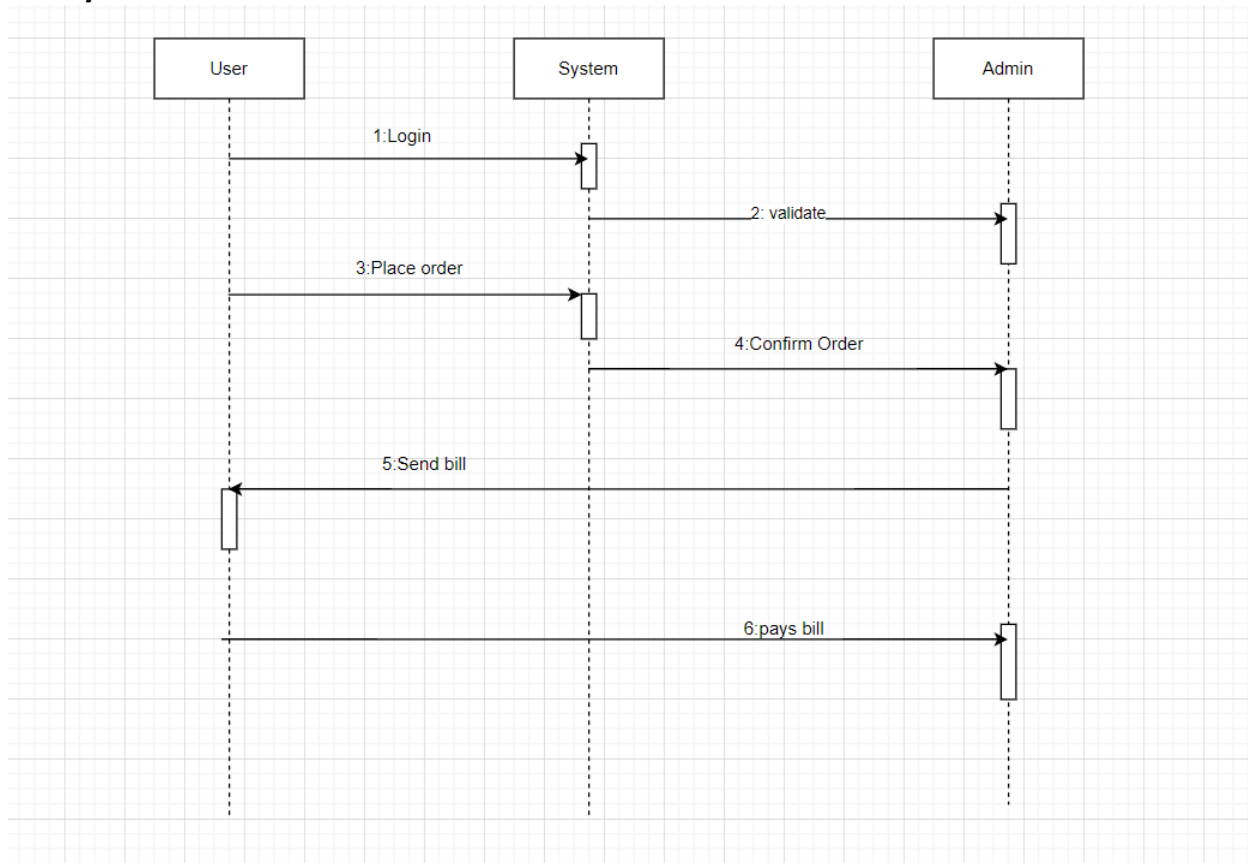 User
System
Admin
1:Login
2: validate
3:Place order
4:Confirm Order
5:Send bill
6:pays bill